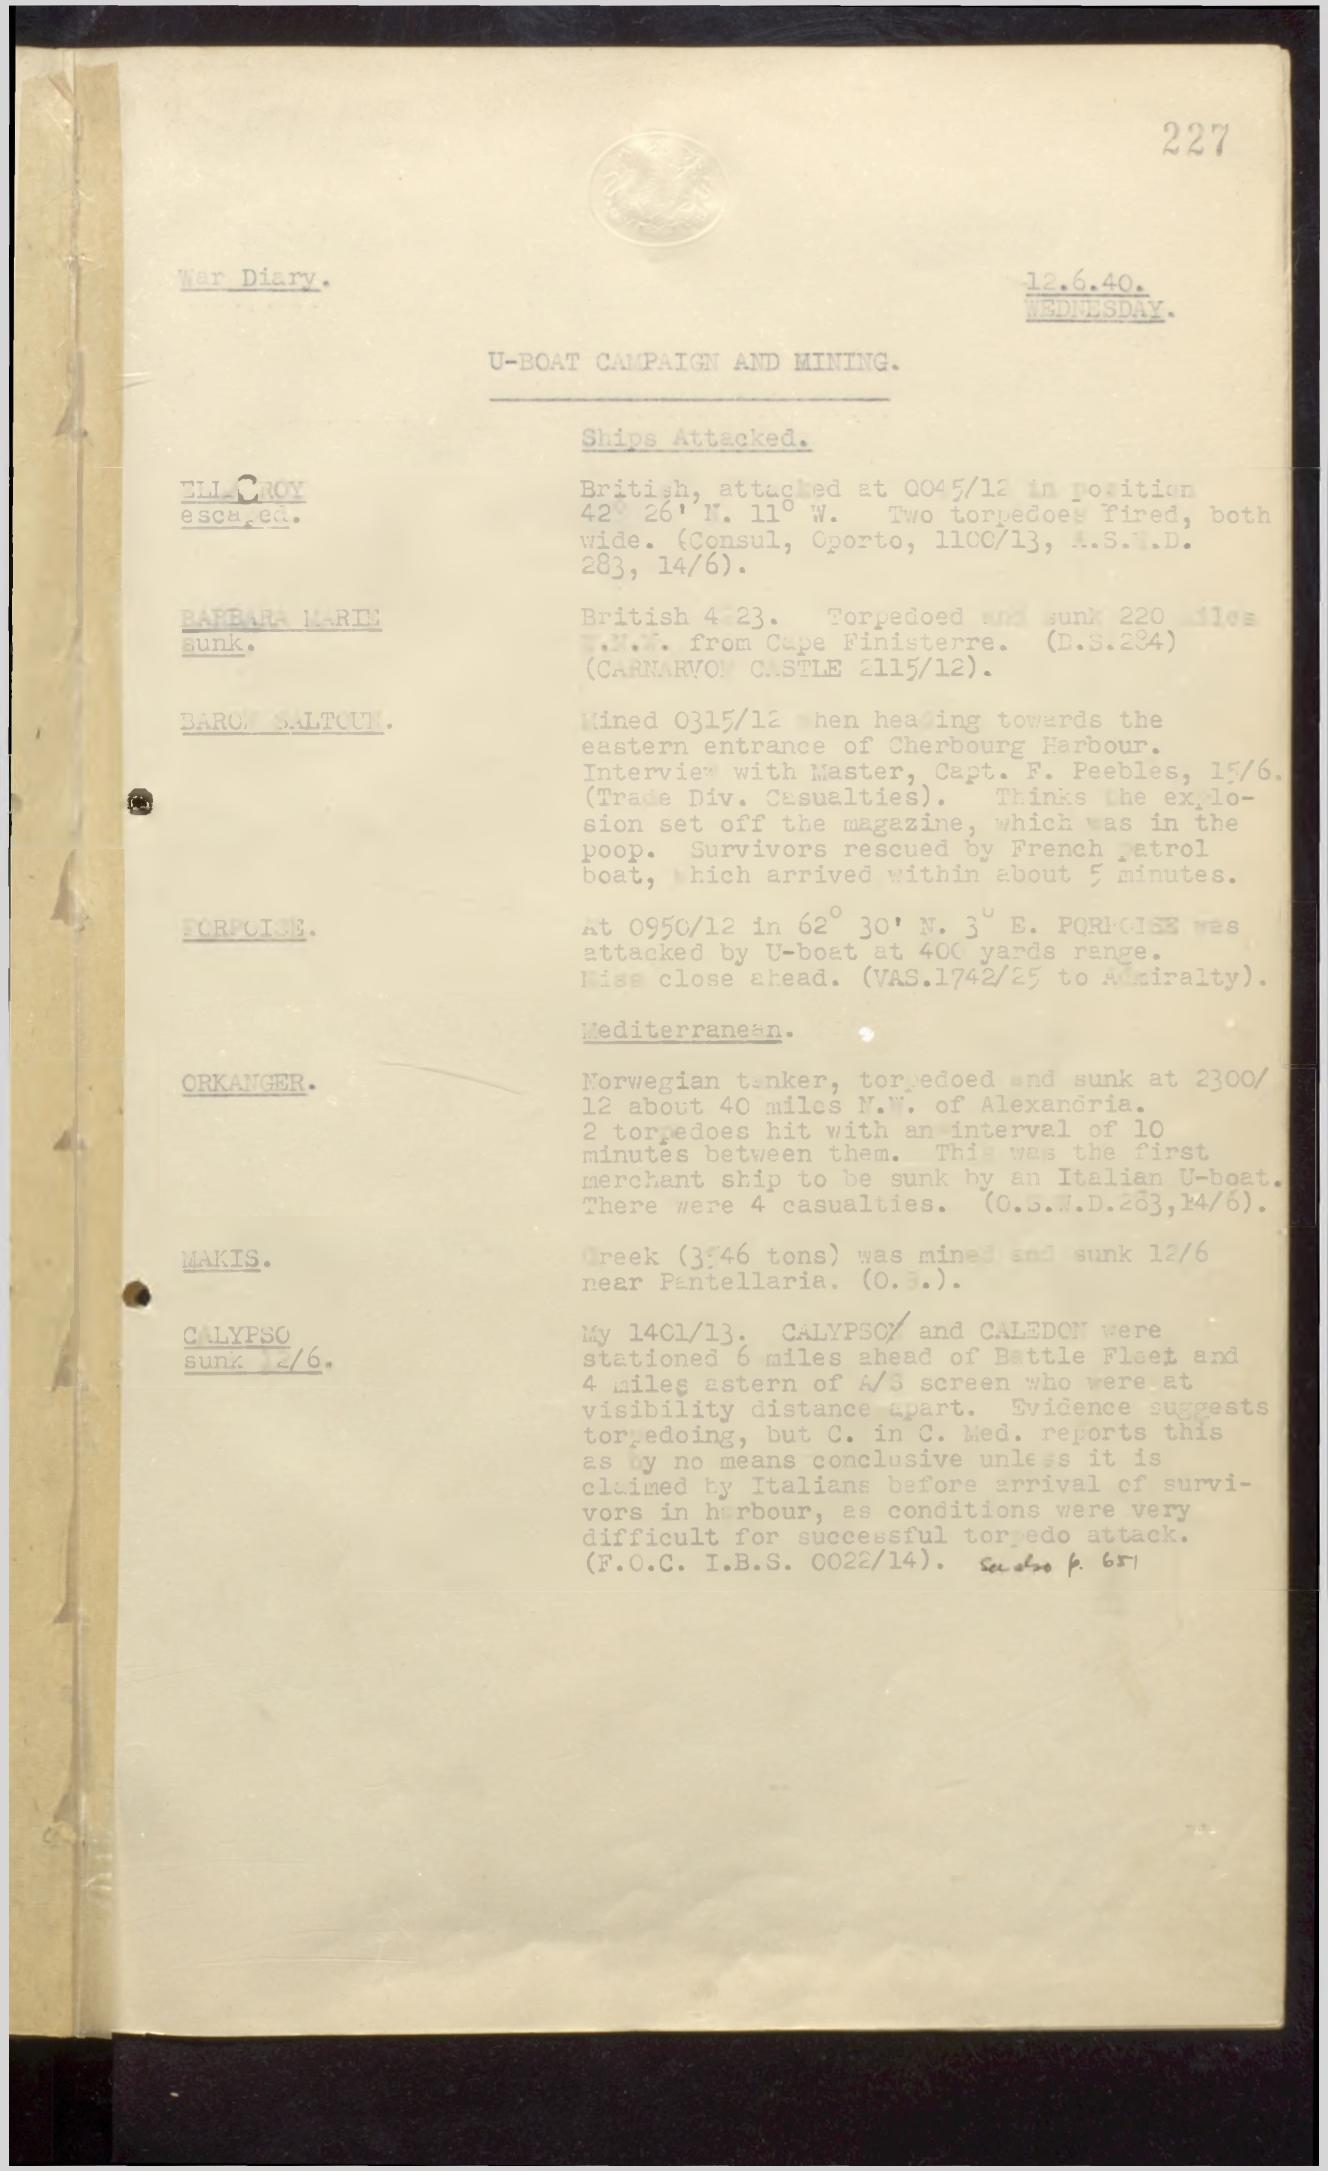 227
War Diary.
12.6.40.
WEDNESDAY.
U-BOAT CAMPAIGN AND MINING.
Ships Attacked.
ELLACROY
escaped.
British, attacked at 0045/12 in position
42° 26' N. 11° W. Two torpedoes fired, both
wide. (Consul, Oporto, 1100/13,
283, 14/6).
BARBARA MARIE
sunk.
British Torpedoed and sunk 220 miles
from Cape Finisterre. (D.S.284)
(CARNARVON CASTLE 2115/12).
BARON SALTOUN.
Mined 0315/12 when heading towards the
eastern entrance of Cherbourg Harbour.
Interview with Master, Capt. F. Peebles, 15/6.
(Trade Div. Casualties). Thinks the explo-
sion set off the magazine, which was in the
poop. Survivors rescued by French patrol
boat, which arrived within about 5 minutes.
PORPOISE.
At 0950/12 in 62° 30' N. 3° E. PORPOISE was
attacked by U-boat at 400 yards range.
Miss close ahead. (VAS.1742/25 to Admiralty).
Mediterranean.
ORKANGER.
Norwegian tanker, torpedoed and sunk at 2300/
12 about 40 miles N.W. of Alexandria.
2 torpedoes hit with an interval of 10
minutes between them. This was the first
merchant ship to be sunk by an Italian U-boat.
There were 4 casualties. 14/6).
MAKIS.
Greek tons) was mined and sunk 12/6
near Pantellaria.
CALYPSO
sunk 12/6.
My 1401/13. CALYPSO and CALEDON were
stationed 6 miles ahead of Battle Fleet and
4 miles astern of A/S screen who were at
visibility distance apart. Evidence suggests
torpedoing, but C. in C. Med. reports this
as by no means conclusive unless it is
claimed by Italians before arrival of survi-
vors in harbour, as conditions were very
difficult for successful torpedo attack.
(F.O.C. I.B.S. 0022/14). See also p. 651